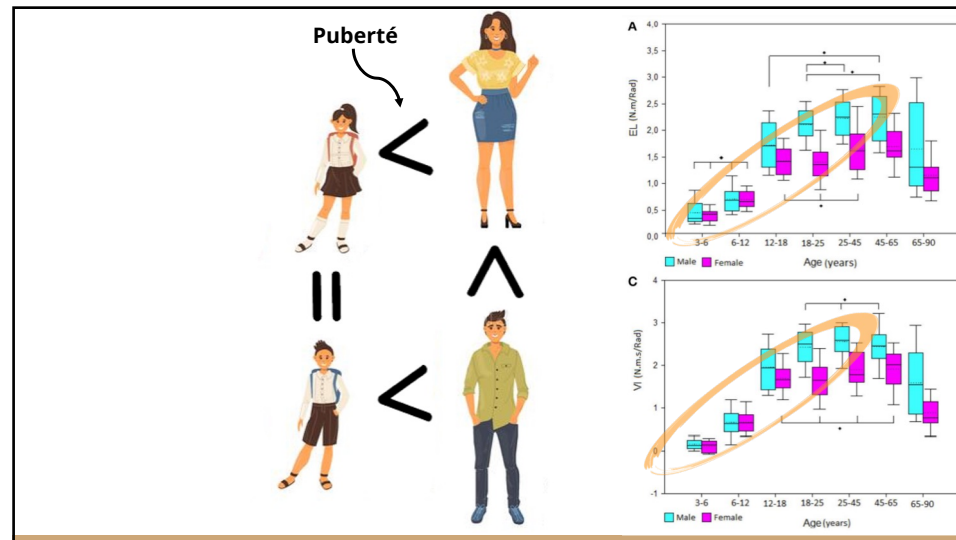 Puberté
A
4,0
3,5
3,0
2,5
2,0
1,5
1,0
0,5
0,0
EL (N.m/Rad)
3-6 6-12 12-18 18-25 25-45 45-65 65-90
Age (years)
Male Female
C
4
3
2
1
0
-1
VI (N.m.s/Rad)
3-6 6-12 12-18 18-25 25-45 45-65 65-90
Male Female
Age (years)